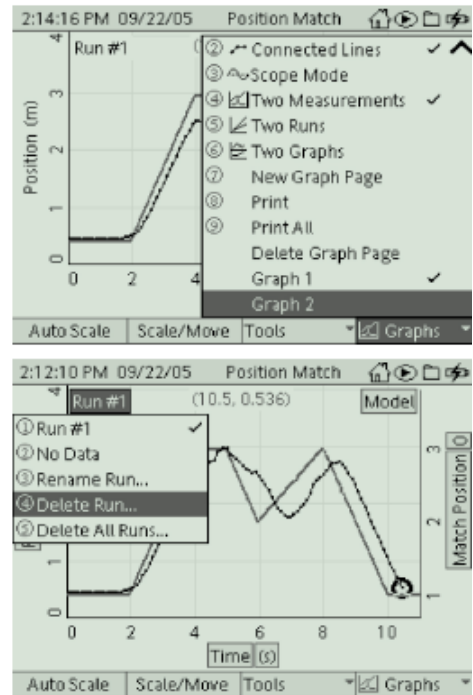 2:14:16 PM 09/22/05 Position Match
Run #1
Position (m)
4
3
2
1
0
0 2 4
② Connected Lines ✓
③ Scope Mode
④ Two Measurements ✓
⑤ Two Runs
⑥ Two Graphs
⑦ New Graph Page
⑧ Print
⑨ Print All
Delete Graph Page
Graph 1 ✓
Graph 2
Auto Scale Scale/Move Tools Graphs
2:12:10 PM 09/22/05 Position Match
4
Run #1 (10.5, 0.536) Model
① Run #1 ✓
② No Data
③ Rename Run...
④ Delete Run...
⑤ Delete All Runs...
1
0
3
2
1
Match Position ()
0 2 4 6 8 10
Time (s)
Auto Scale Scale/Move Tools Graphs